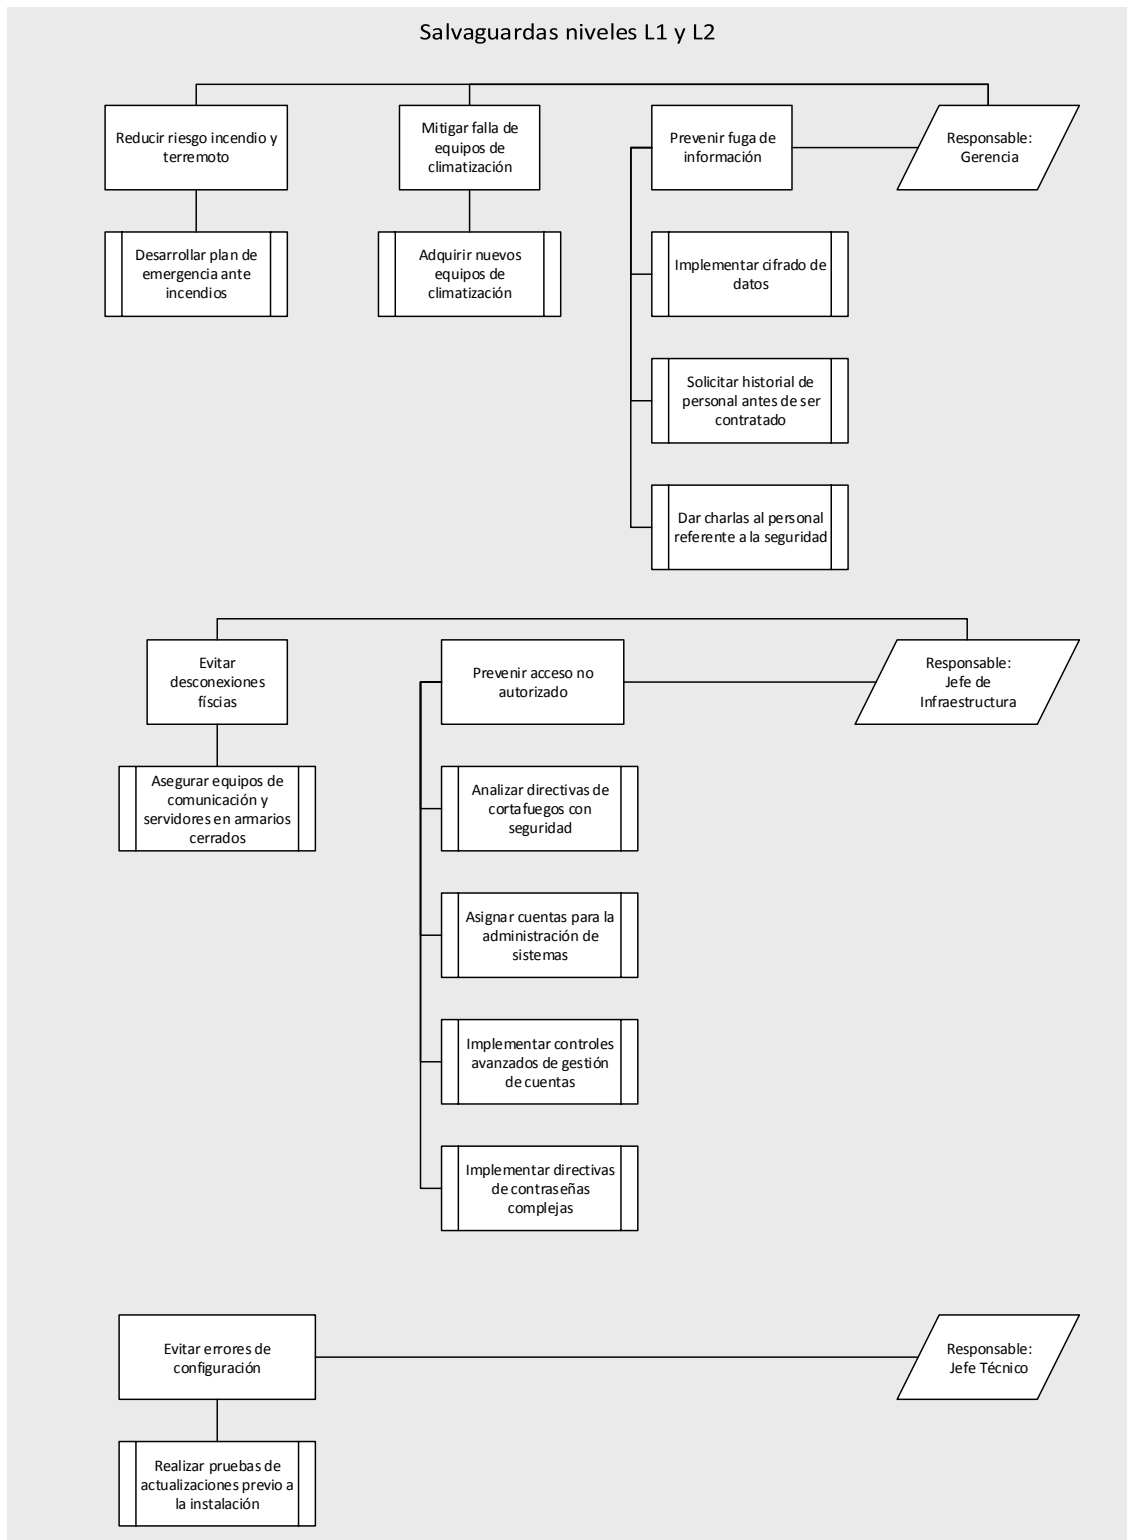 Salvaguardas niveles L1 y L2
Reducir riesgo incendio y
terremoto
Mitigar falla de
equipos de
climatización
Prevenir fuga de
información
Responsable:
Gerencia
Desarrollar plan de
emergencia ante
incendios
Adquirir nuevos
equipos de
climatización
Implementar cifrado de
datos
Solicitar historial de
personal antes de ser
contratado
Dar charlas al personal
referente a la seguridad
Evitar
desconexiones
físcias
Prevenir acceso no
autorizado
Responsable:
Jefe de
Infraestructura
Asegurar equipos de
comunicación y
servidores en armarios
cerrados
Analizar directivas de
cortafuegos con
seguridad
Asignar cuentas para la
administración de
sistemas
Implementar controles
avanzados de gestión
de cuentas
Implementar directivas
de contraseñas
complejas
Evitar errores de
configuración
Responsable:
Jefe Técnico
Realizar pruebas de
actualizaciones previo a
la instalación